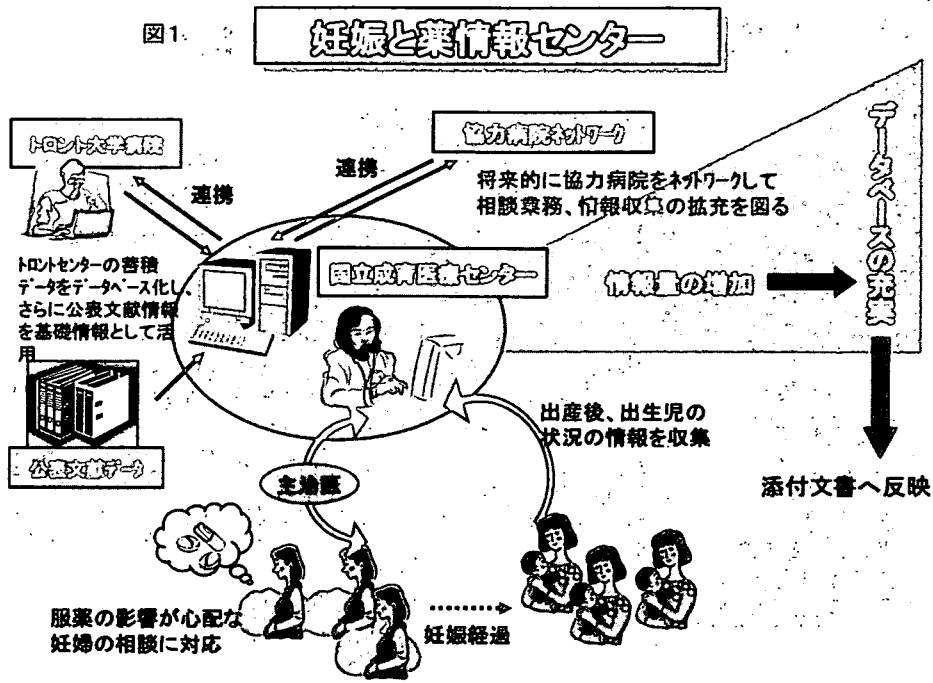 図1
妊娠と薬情報センター
トロント大学病院
協力病院ネットワーク
連携
連携
将来的に協力病院をネットワークして
相談業務、情報収集の拡充を図る
国立成育医療センター
トロントセンターの蓄積
データをデータベース化し、
さらに公表文献情報
を基礎情報として活
用
情報量の増加
データベースの充実
公表文献データ
出産後、出生児の
状況の情報を収集
主治医
添付文書へ反映
服薬の影響が心配な
妊婦の相談に対応
妊娠経過